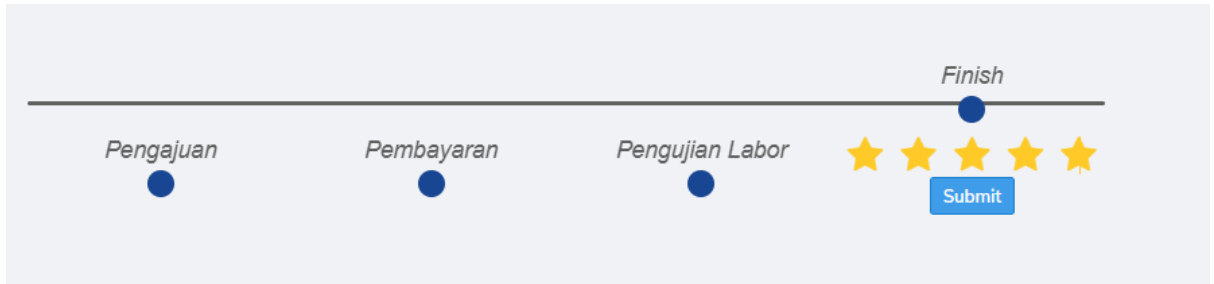 Finish
Pengajuan
Pembayaran
Pengujian Labor
Submit